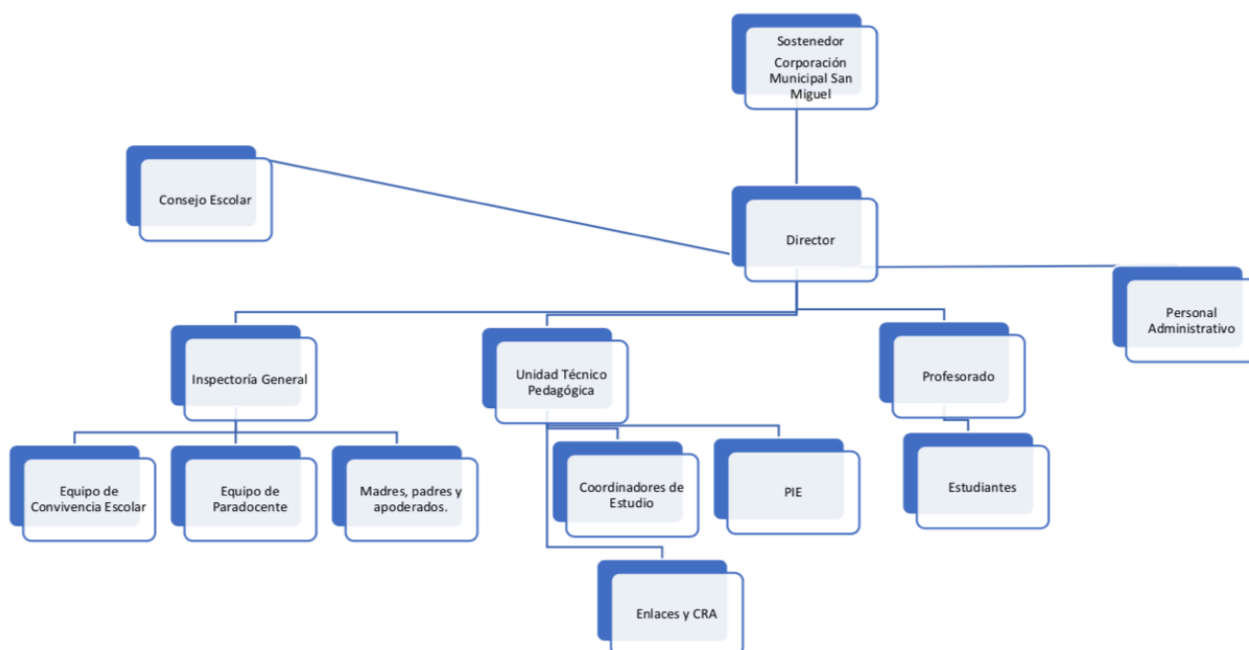 Sostenedor
Corporación
Municipal San
Miguel
Consejo Escolar
Director
Personal
Administrativo
Inspectoría General
Unidad Técnico
Pedagógica
Profesorado
Equipo de
Convivencia Escolar
Equipo de
Paradocente
Madres, padres y
apoderados.
Coordinadores de
Estudio
PIE
Estudiantes
Enlaces y CRA